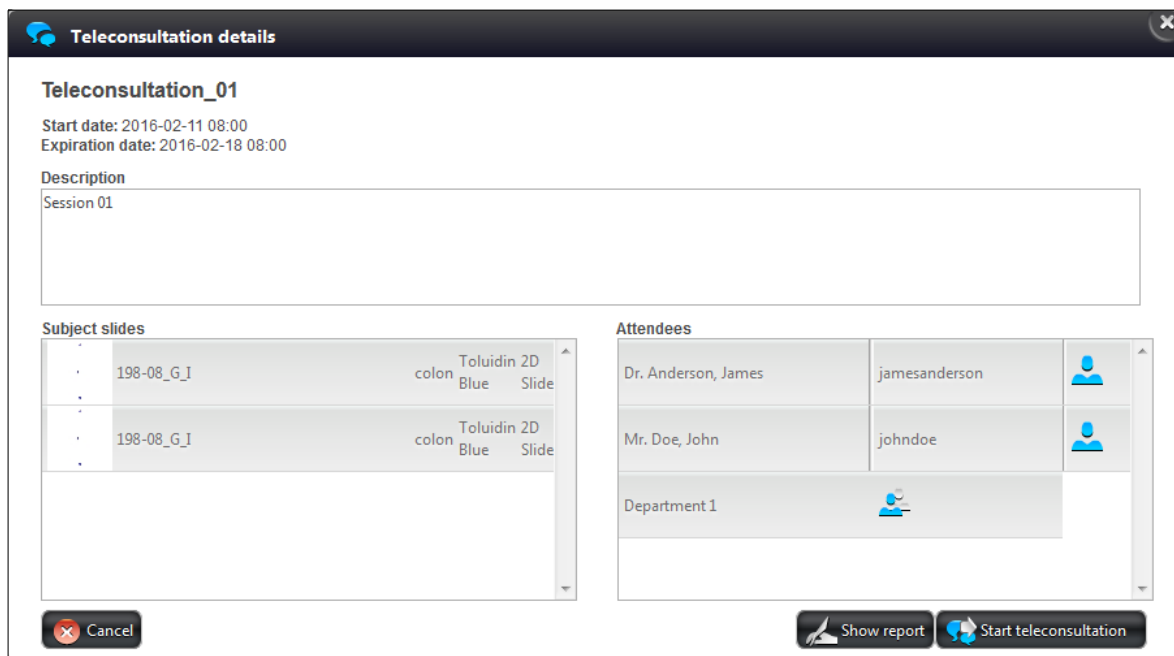 Teleconsultation details
Teleconsultation_01
Start date: 2016-02-11 08:00
Expiration date: 2016-02-18 08:00
Description
Session 01
Subject slides
198-08_G_I colon Toluidin Blue 2D Slide
198-08_G_I colon Toluidin Blue 2D Slide
Attendees
Dr. Anderson, James jamesanderson
Mr. Doe, John johndoe
Department 1
Cancel
Show report
Start teleconsultation